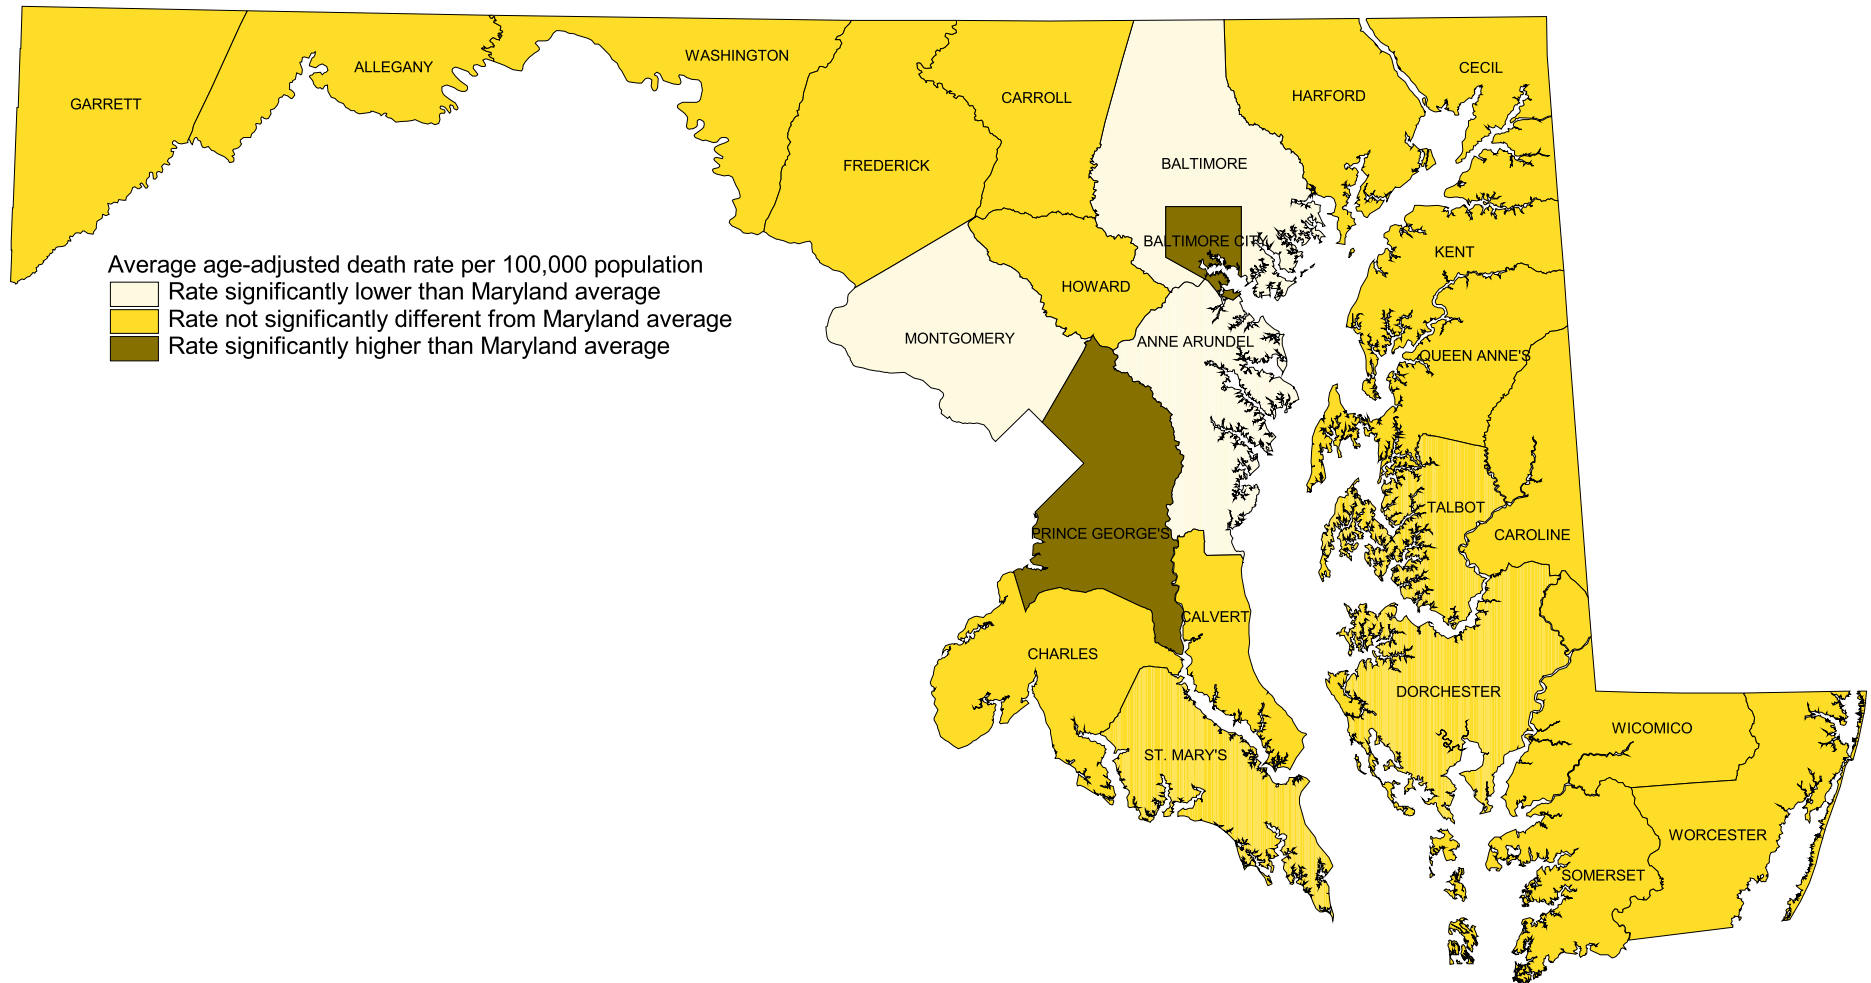 WASHINGTON
ALLEGANY
CECIL
GARRETT
CARROLL
HARFORD
FREDERICK
BALTIMORE
BALTIMORE CITY
KENT
Average age-adjusted death rate per 100,000 population
Rate significantly lower than Maryland average
Rate not significantly different from Maryland average
Rate significantly higher than Maryland average
HOWARD
MONTGOMERY
ANNE ARUNDEL
QUEEN ANNE'S
TALBOT
PRINCE GEORGE'S
CAROLINE
CALVERT
CHARLES
DORCHESTER
WICOMICO
ST. MARY'S
WORCESTER
SOMERSET